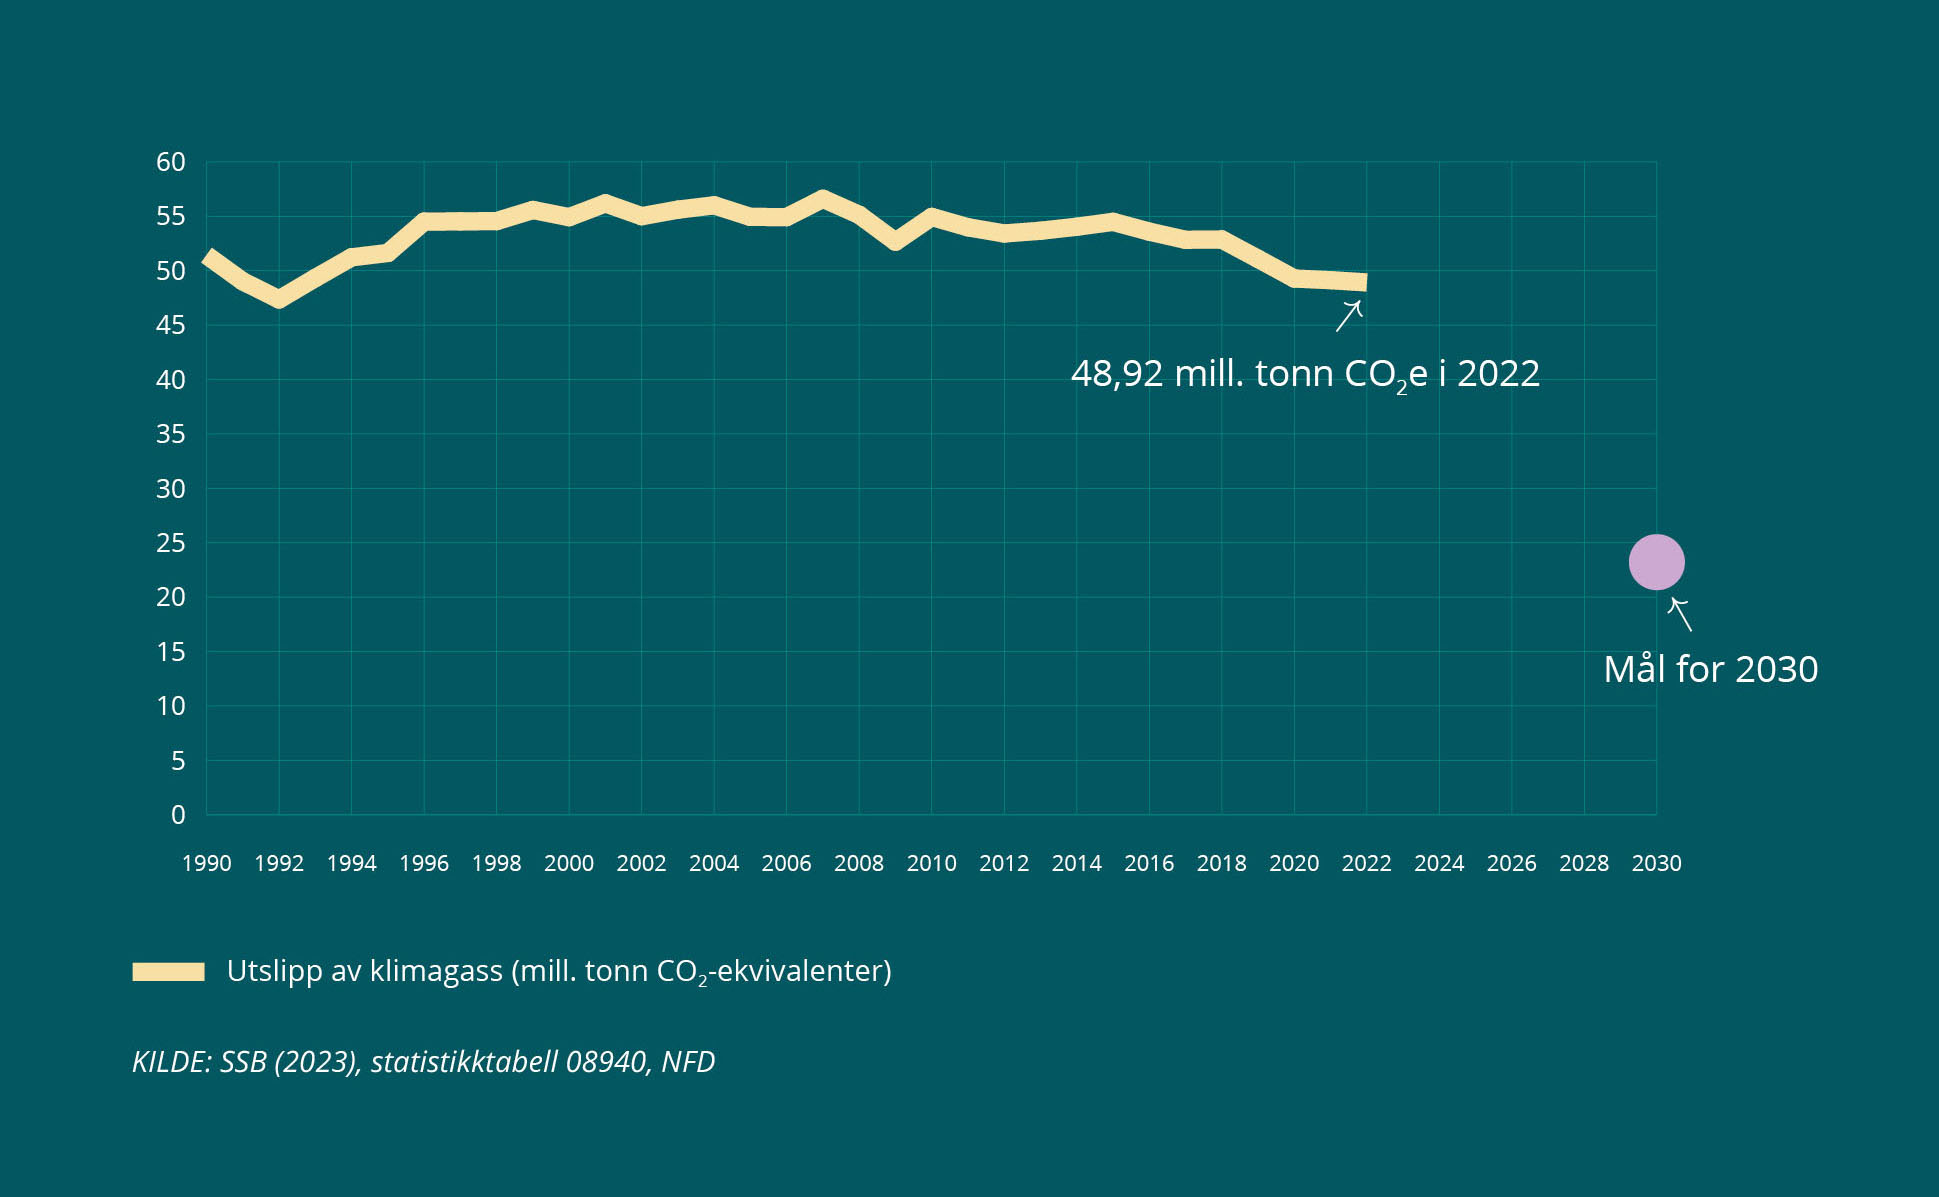 60
55
50
45
40
35
30
25
20
15
10
5
0
48,92 mill. tonn CO₂e i 2022
Mål for 2030
1990 1992 1994 1996 1998 2000 2002 2004 2006 2008 2010 2012 2014 2016 2018 2020 2022 2024 2026 2028 2030
Utslipp av klimagass (mill. tonn CO₂-ekvivalenter)
KILDE: SSB (2023), statistikktabell 08940, NFD